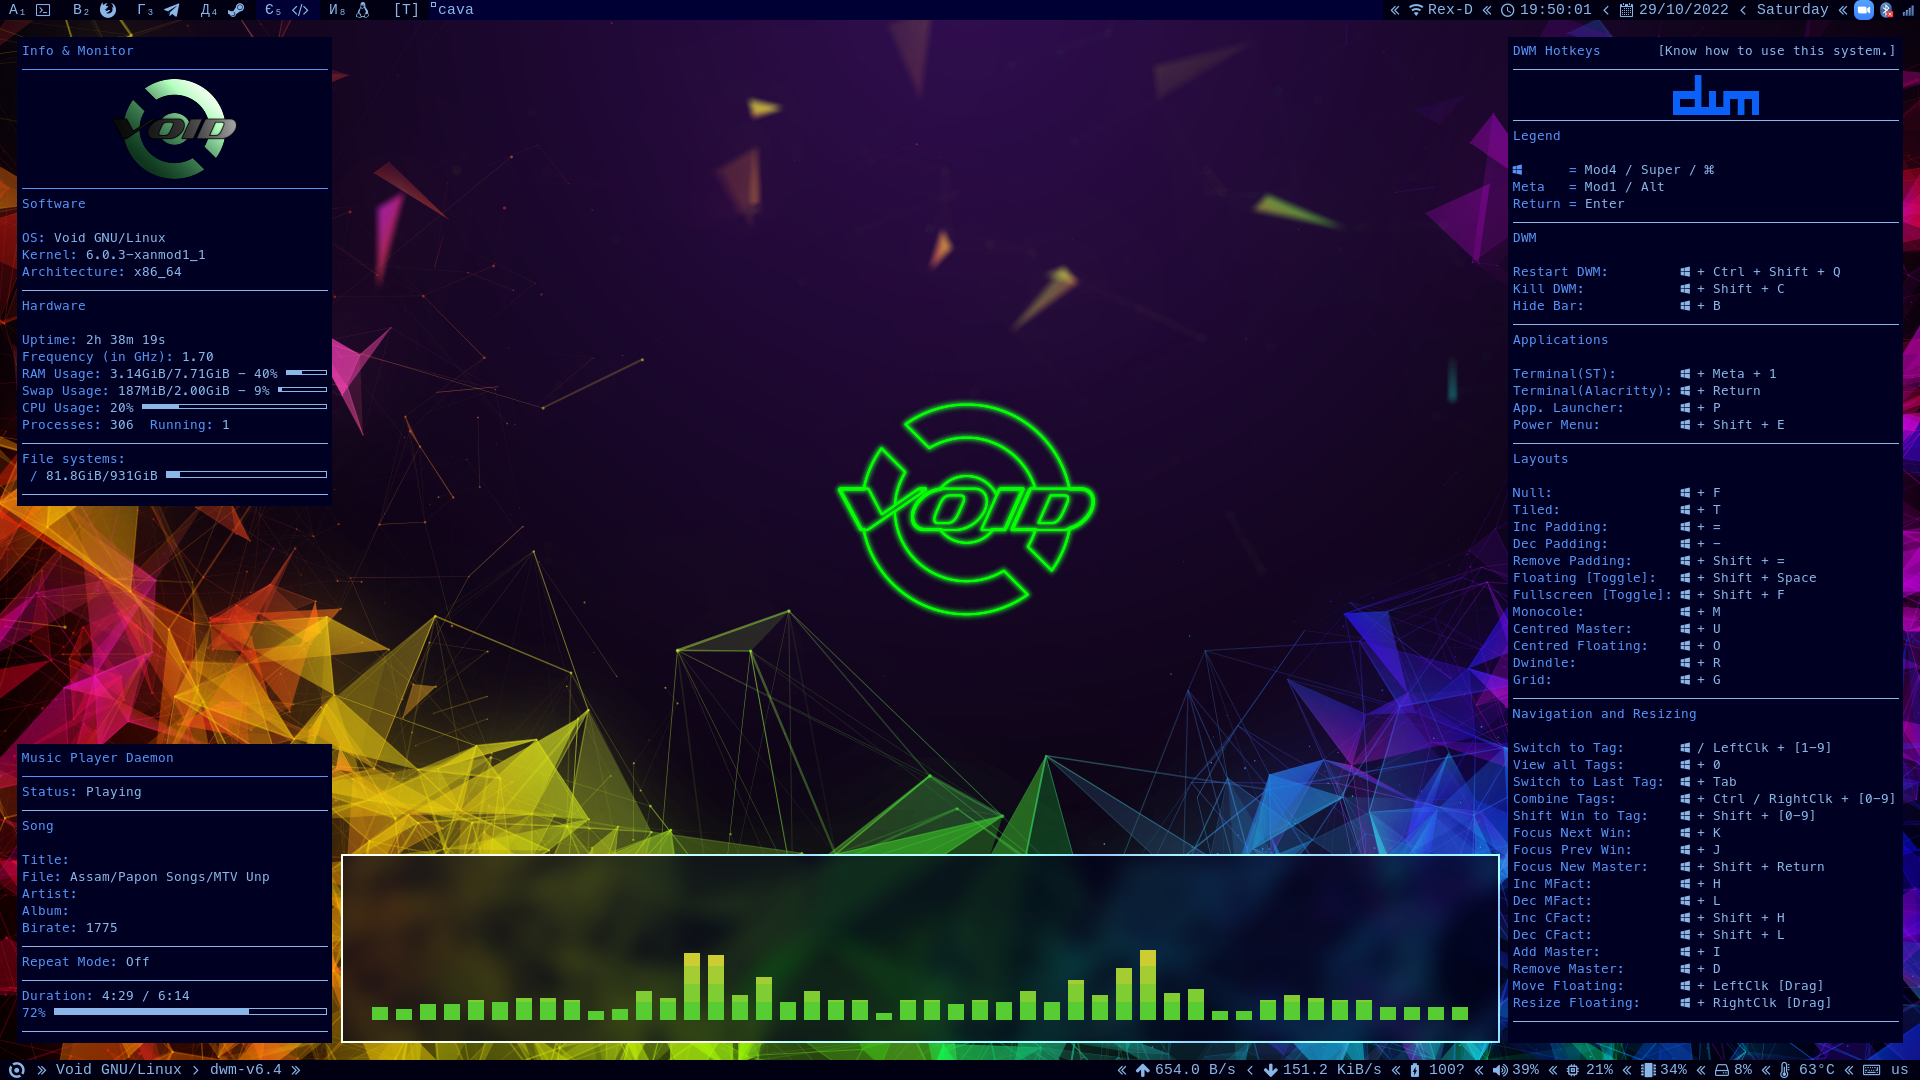 А₁ В₂ Г₃ Д₄ Є₅ </> И₈ [T] cava
« Rex-D « 19:50:01 < 29/10/2022 < Saturday «
Info & Monitor
VOID
Software
OS: Void GNU/Linux
Kernel: 6.0.3-xanmod1_1
Architecture: x86_64
Hardware
Uptime: 2h 38m 19s
Frequency (in GHz): 1.70
RAM Usage: 3.14GiB/7.71GiB - 40%
Swap Usage: 187MiB/2.00GiB - 9%
CPU Usage: 20%
Processes: 306 Running: 1
File systems:
/ 81.8GiB/931GiB
VOID
Music Player Daemon
Status: Playing
Song
Title:
File: Assam/Papon Songs/MTV Unp
Artist:
Album:
Birate: 1775
Repeat Mode: Off
Duration: 4:29 / 6:14
72%
DWM Hotkeys [Know how to use this system.]
dwm
Legend
= Mod4 / Super / ⌘
Meta = Mod1 / Alt
Return = Enter
DWM
Restart DWM: + Ctrl + Shift + Q
Kill DWM: + Shift + C
Hide Bar: + B
Applications
Terminal(ST): + Meta + 1
Terminal(Alacritty): + Return
App. Launcher: + P
Power Menu: + Shift + E
Layouts
Null: + F
Tiled: + T
Inc Padding: + =
Dec Padding: + -
Remove Padding: + Shift + =
Floating [Toggle]: + Shift + Space
Fullscreen [Toggle]: + Shift + F
Monocole: + M
Centred Master: + U
Centred Floating: + O
Dwindle: + R
Grid: + G
Navigation and Resizing
Switch to Tag: / LeftClk + [1-9]
View all Tags: + 0
Switch to Last Tag: + Tab
Combine Tags: + Ctrl / RightClk + [0-9]
Shift Win to Tag: + Shift + [0-9]
Focus Next Win: + K
Focus Prev Win: + J
Focus New Master: + Shift + Return
Inc MFact: + H
Dec MFact: + L
Inc CFact: + Shift + H
Dec CFact: + Shift + L
Add Master: + I
Remove Master: + D
Move Floating: + LeftClk [Drag]
Resize Floating: + RightClk [Drag]
» Void GNU/Linux > dwm-v6.4 »
« 654.0 B/s < 151.2 KiB/s « 100? « 39% « 21% « 34% « 8% « 63°C « us